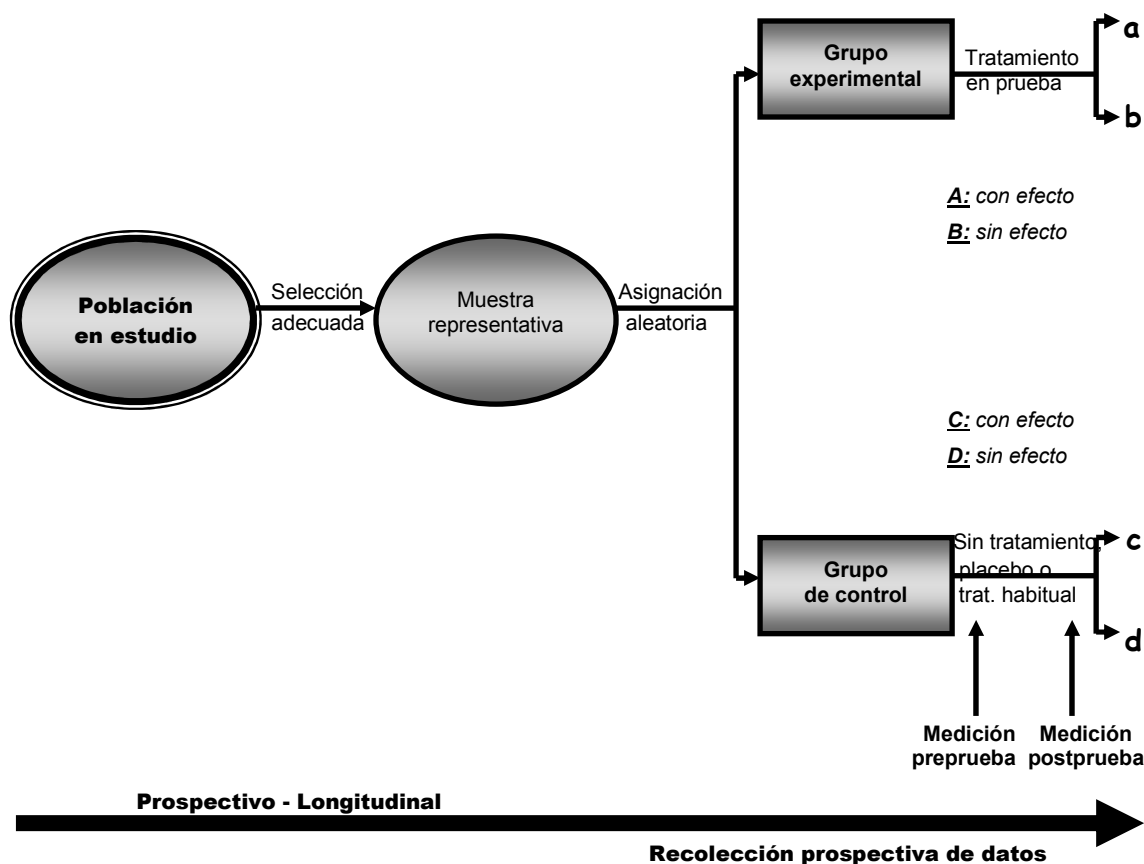 Grupo
experimental
Tratamiento
en prueba
a
b
A: con efecto
B: sin efecto
Población
en estudio
Selección
adecuada
Muestra
representativa
Asignación
aleatoria
C: con efecto
D: sin efecto
Grupo
de control
Sin tratamiento,
placebo o
trat. habitual
c
d
Medición
preprueba
Medición
postprueba
Prospectivo - Longitudinal
Recolección prospectiva de datos